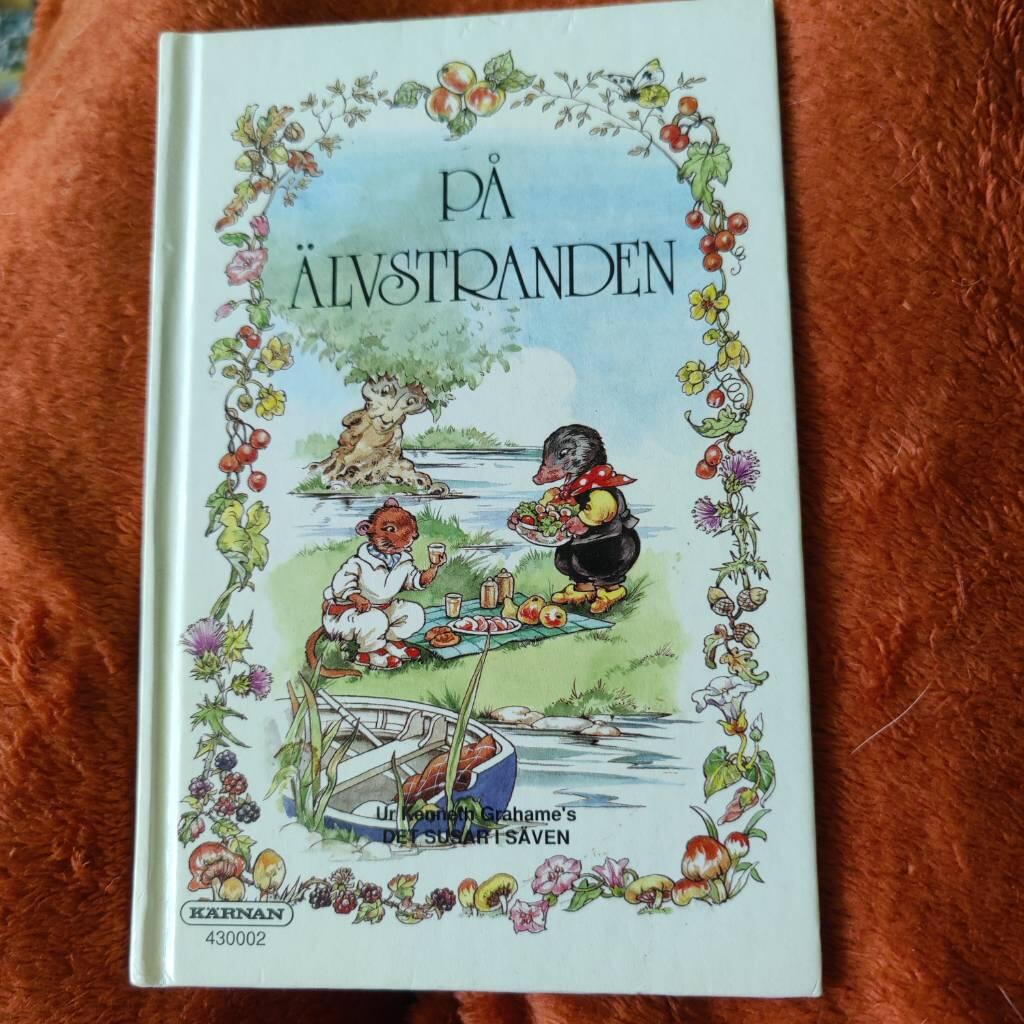 PÅ
ÄLVSTRANDEN
Ur Kenneth Grahame's
DET SUSAR I SÄVEN
KÄRNAN
430002